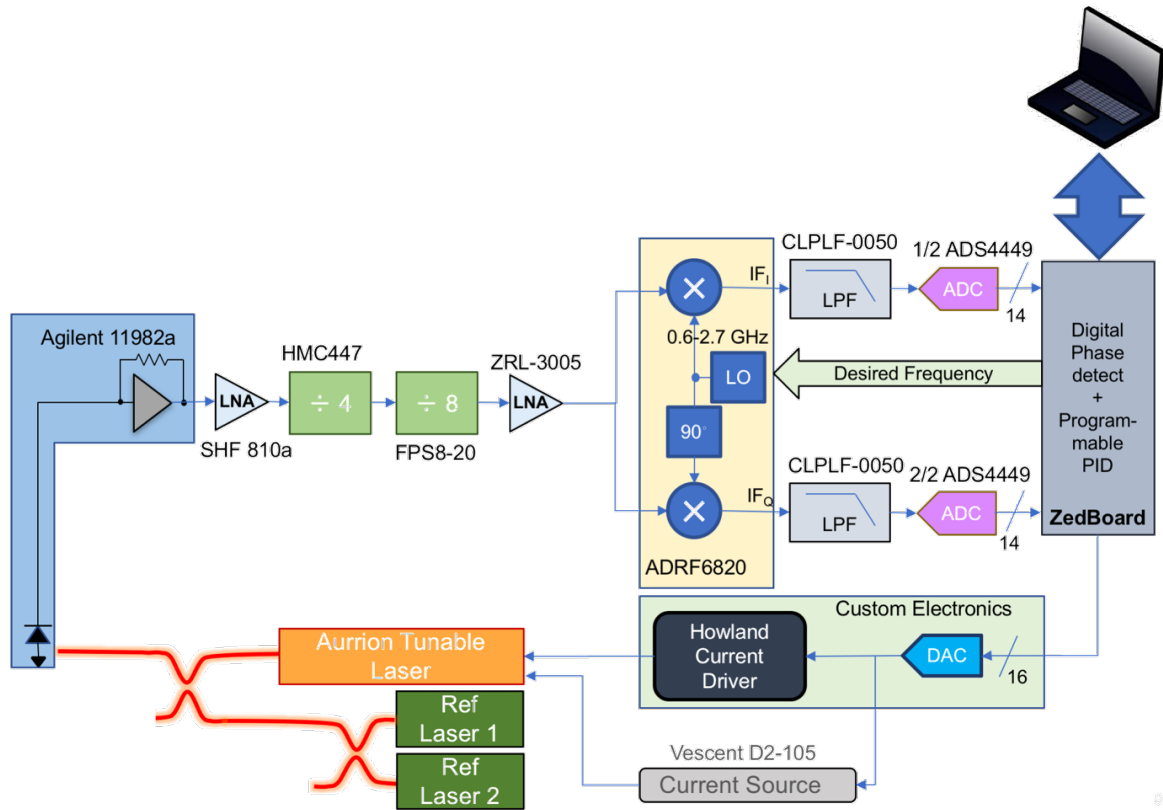 CLPLF-0050
1/2 ADS4449
IF_I
LPF
ADC
14
Agilent 11982a
HMC447
ZRL-3005
0.6-2.7 GHz
LNA
÷ 4
÷ 8
LNA
LO
Desired Frequency
Digital
Phase
detect
+
Program-
mable
PID
SHF 810a
FPS8-20
90°
CLPLF-0050
2/2 ADS4449
IF_Q
LPF
ADC
14
ZedBoard
ADRF6820
Custom Electronics
Aurrion Tunable
Laser
Howland
Current
Driver
DAC
16
Ref
Laser 1
Vescent D2-105
Current Source
Ref
Laser 2